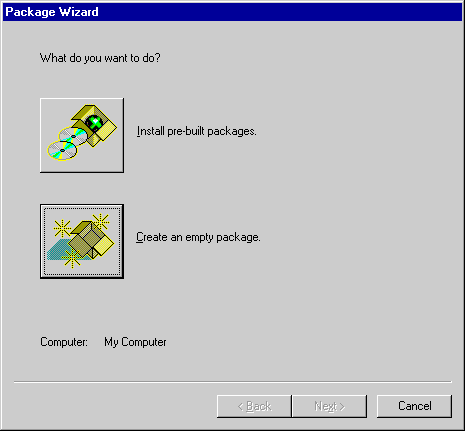 Package Wizard
What do you want to do?
Install pre-built packages.
Create an empty package.
Computer: My Computer
< Back Next > Cancel